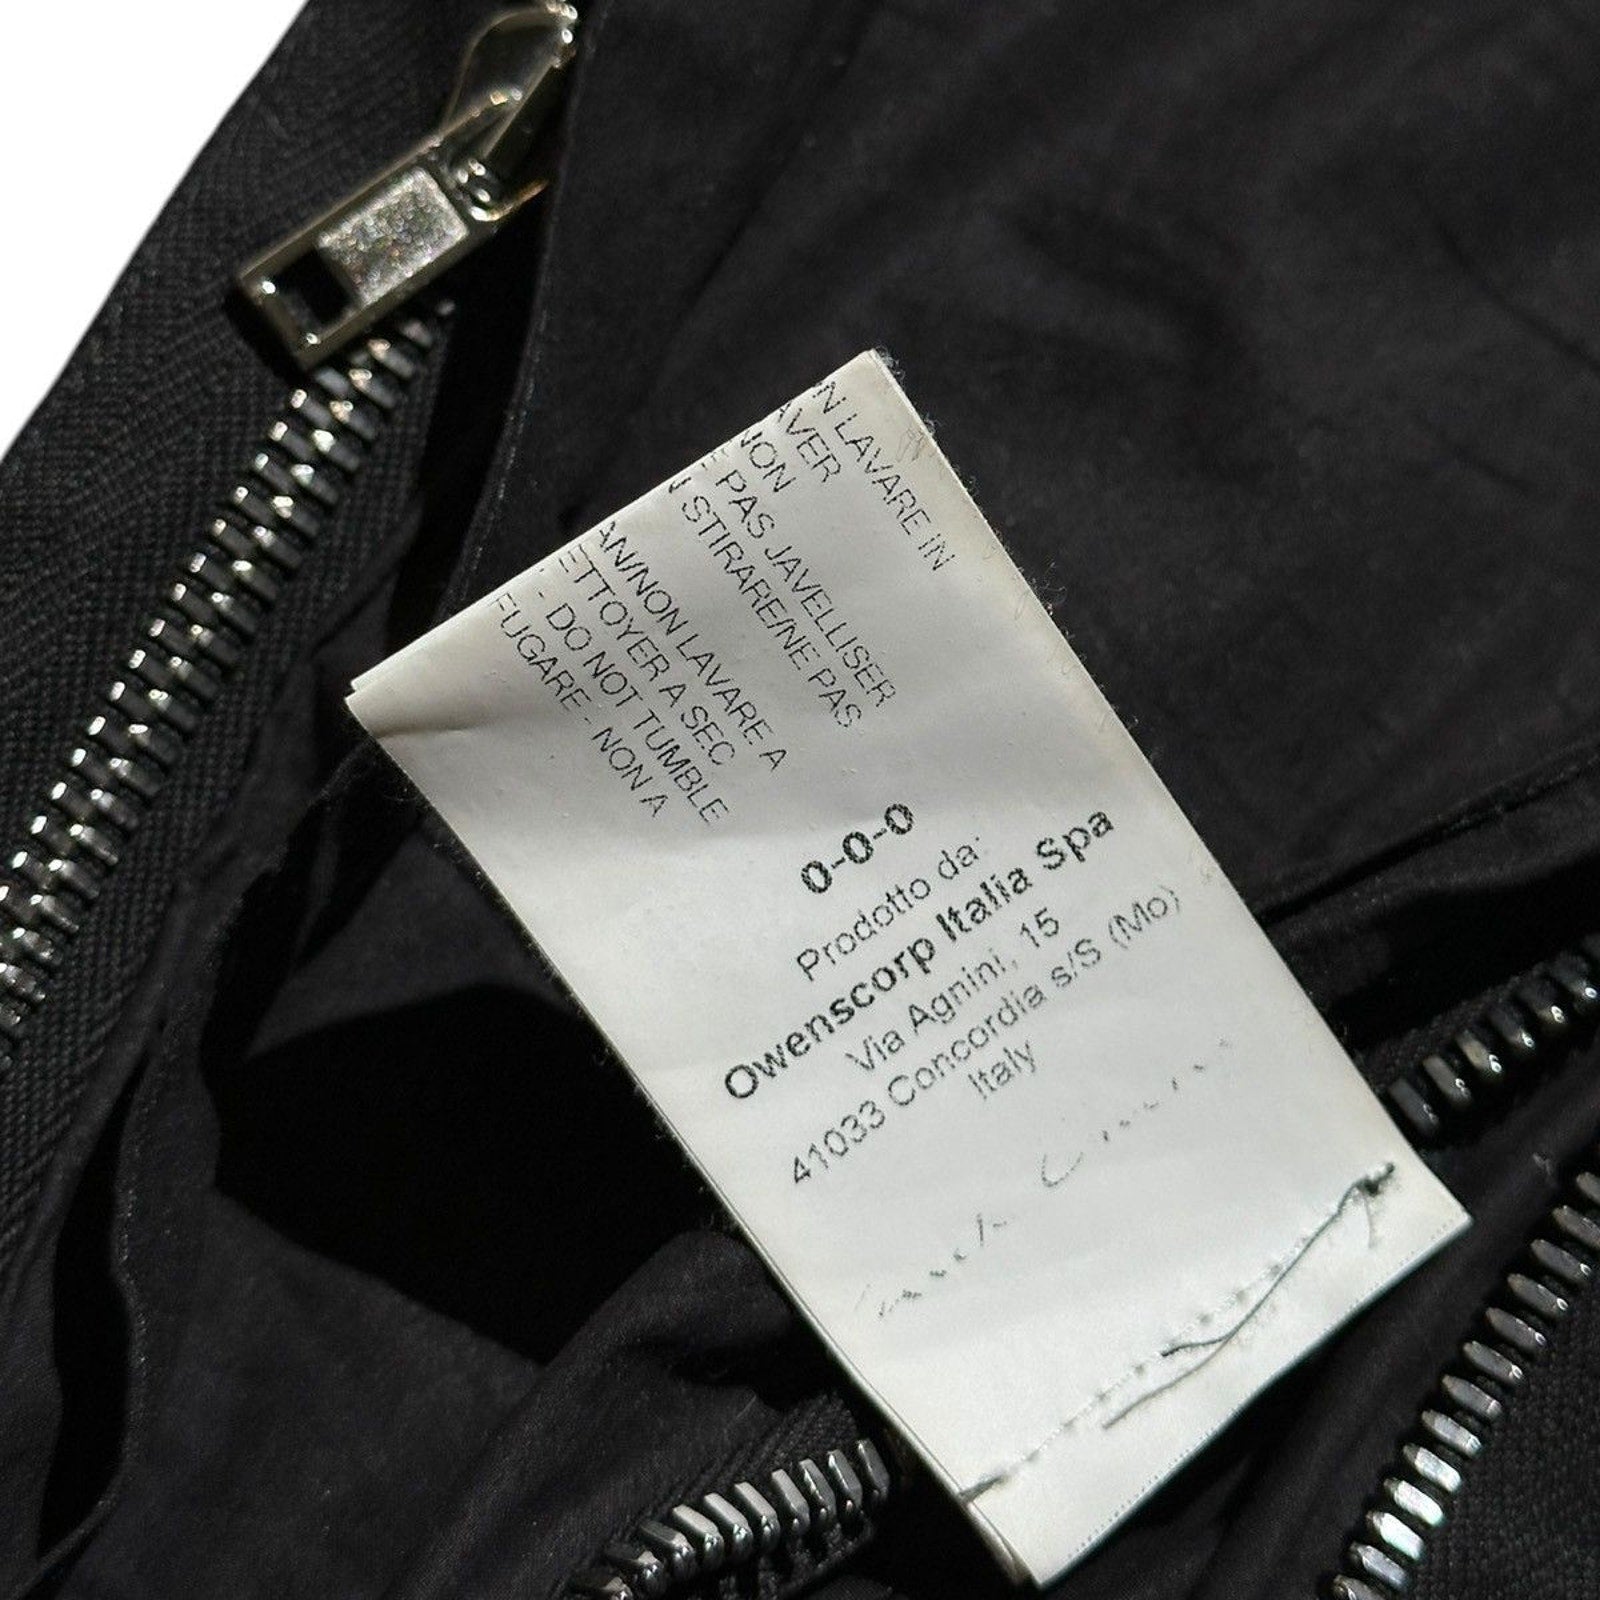 N LAVARE IN
AVER
NON
E PAS JAVELLISER
STIRARE/NE PAS
AN/NON LAVARE A
ETTOYER A SEC
- DO NOT TUMBLE
FUGARE - NON A
0-0-0
Prodotto da:
Owenscorp Italia Spa
Via Agnini, 15
41033 Concordia s/S (Mo)
Italy